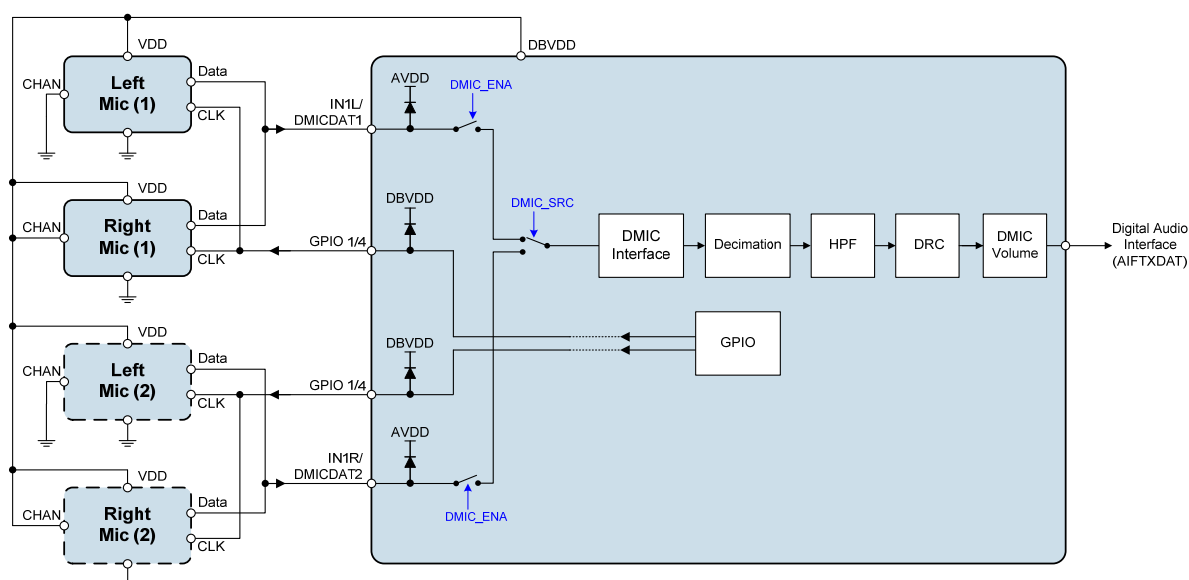 VDD
DBVDD
CHAN
Left
Mic (1)
Data
CLK
AVDD
DMIC_ENA
IN1L/
DMICDAT1
VDD
CHAN
Right
Mic (1)
Data
CLK
DBVDD
GPIO 1/4
DMIC_SRC
DMIC
Interface
Decimation
HPF
DRC
DMIC
Volume
Digital Audio
Interface
(AIFTXDAT)
GPIO
VDD
CHAN
Left
Mic (2)
Data
CLK
DBVDD
GPIO 1/4
AVDD
IN1R/
DMICDAT2
DMIC_ENA
VDD
CHAN
Right
Mic (2)
Data
CLK